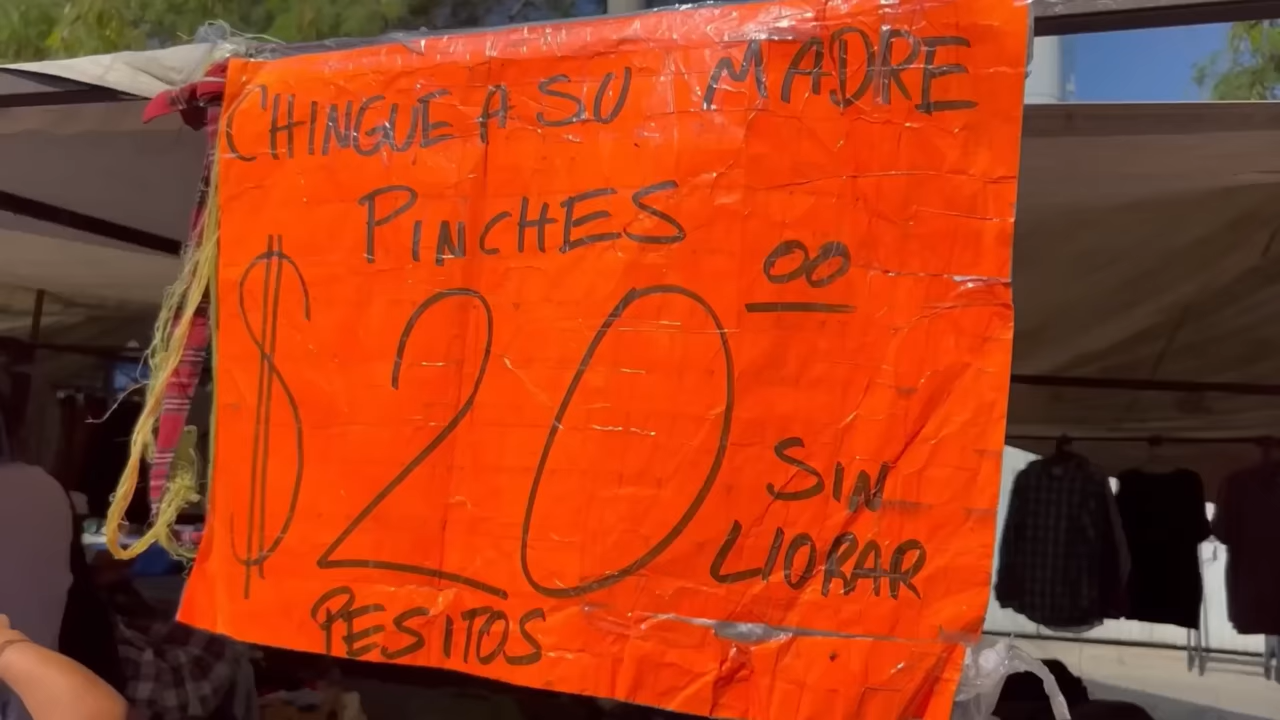 CHINGUE A SU MADRE
PINCHES
$20 00
SIN
LLORAR
PESITOS